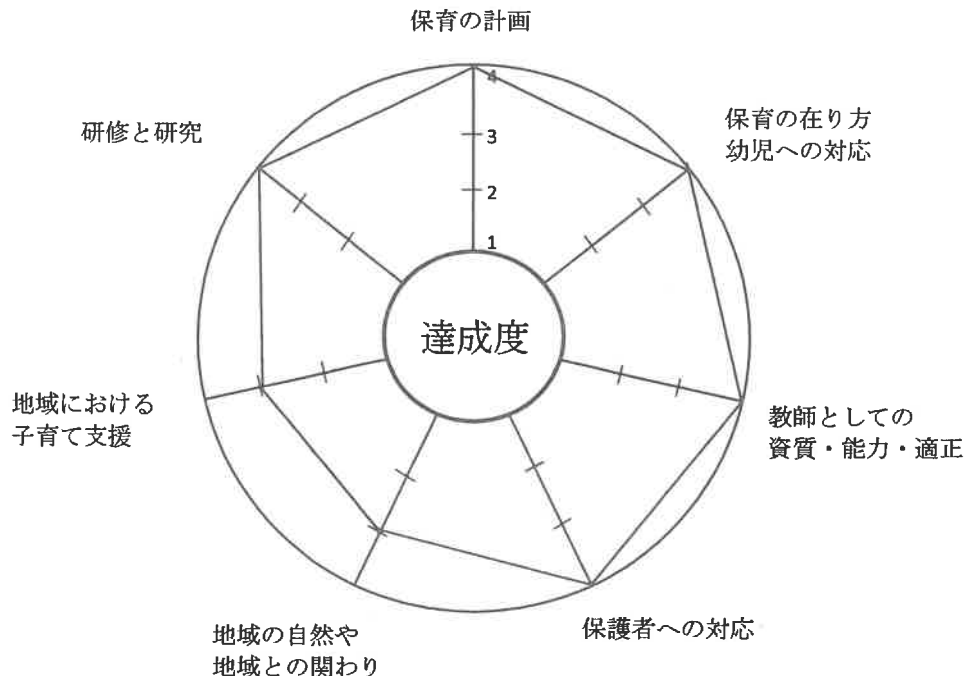 保育の計画
保育の在り方
幼児への対応
教師としての
資質・能力・適正
保護者への対応
地域の自然や
地域との関わり
地域における
子育て支援
研修と研究
4
3
2
1
達成度